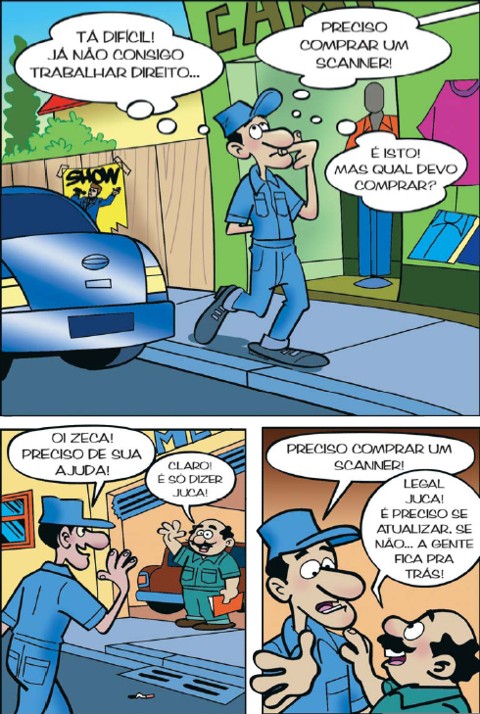 CAMI
TÁ DIFÍCIL!
JÁ NÃO CONSIGO
TRABALHAR DIREITO...
PRECISO
COMPRAR UM
SCANNER!
É ISTO!
MAS QUAL DEVO
COMPRAR?
SHOW
OI ZECA!
PRECISO DE SUA
AJUDA!
CLARO!
É SÓ DIZER
JUCA!
PRECISO COMPRAR UM
SCANNER!
LEGAL
JUCA!
É PRECISO SE
ATUALIZAR. SE
NÃO... A GENTE
FICA PRA
TRÁS!